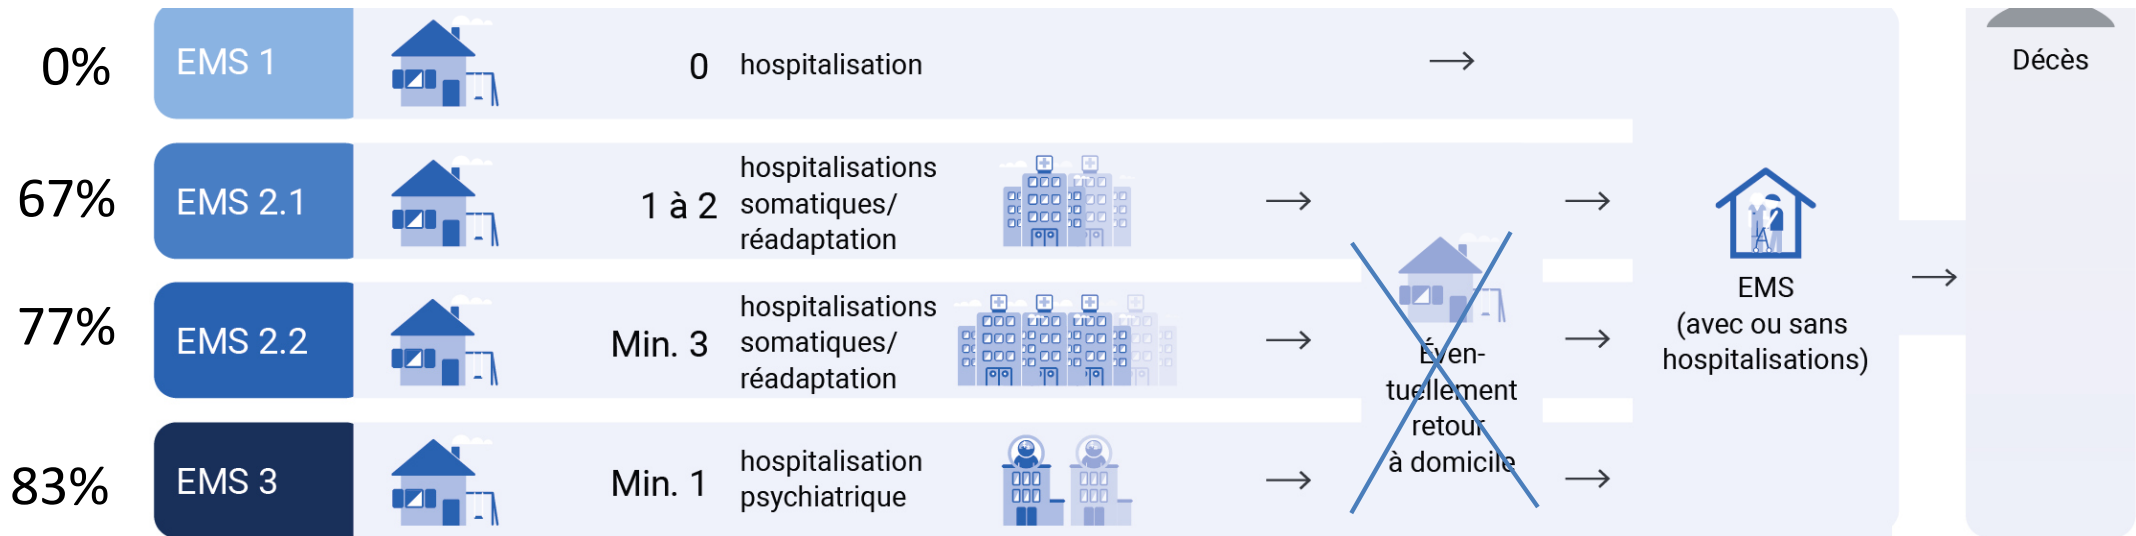 0%
EMS 1
0
hospitalisation
Décès
67%
EMS 2.1
1 à 2
hospitalisations
somatiques/
réadaptation
77%
EMS 2.2
Min. 3
hospitalisations
somatiques/
réadaptation
83%
EMS 3
Min. 1
hospitalisation
psychiatrique
Éven-
tuellement
retour
à domicile
EMS
(avec ou sans
hospitalisations)